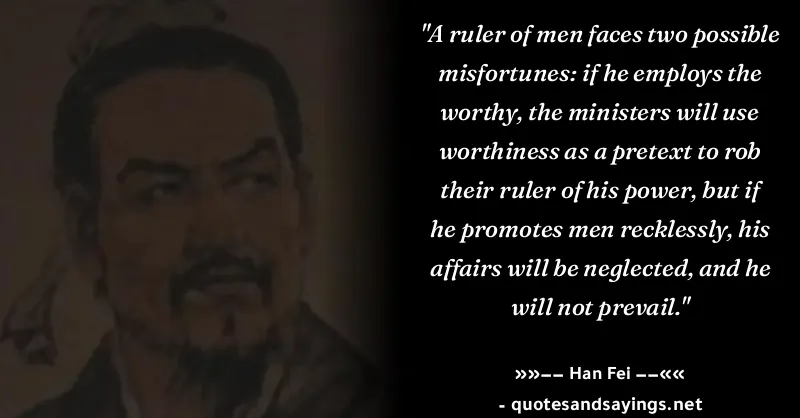 "A ruler of men faces two possible
misfortunes: if he employs the
worthy, the ministers will use
worthiness as a pretext to rob
their ruler of his power, but if
he promotes men recklessly, his
affairs will be neglected, and he
will not prevail."
»»–– Han Fei ––««
- quotesandsayings.net